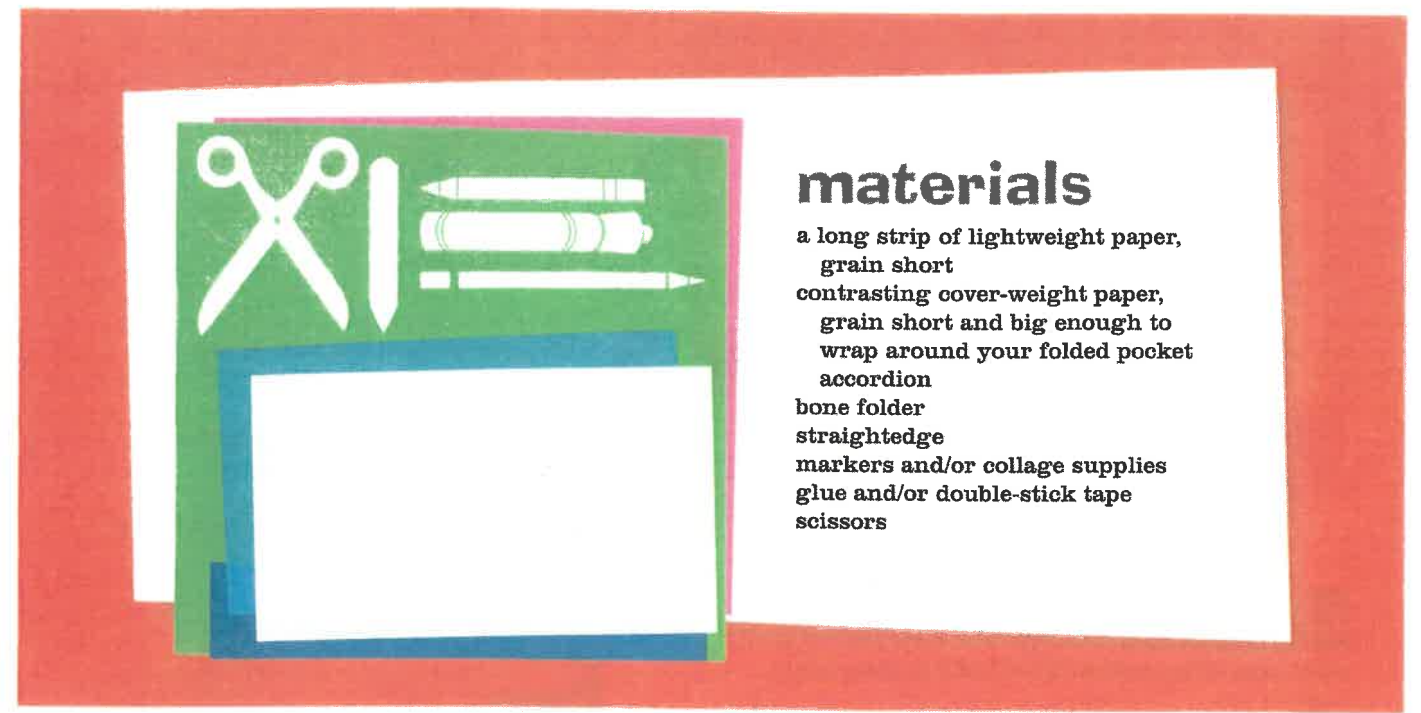 materials
a long strip of lightweight paper,
grain short
contrasting cover-weight paper,
grain short and big enough to
wrap around your folded pocket
accordion
bone folder
straightedge
markers and/or collage supplies
glue and/or double-stick tape
scissors